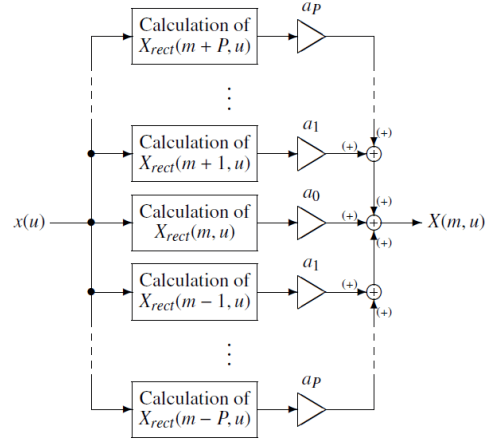 Calculation of
X_rect(m + P, u)
a_P
(+)
⋮
Calculation of
X_rect(m + 1, u)
a_1
(+)
(+)
x(u)
Calculation of
X_rect(m, u)
a_0
(+)
(+)
X(m, u)
(+)
Calculation of
X_rect(m − 1, u)
a_1
(+)
(+)
⋮
Calculation of
X_rect(m − P, u)
a_P